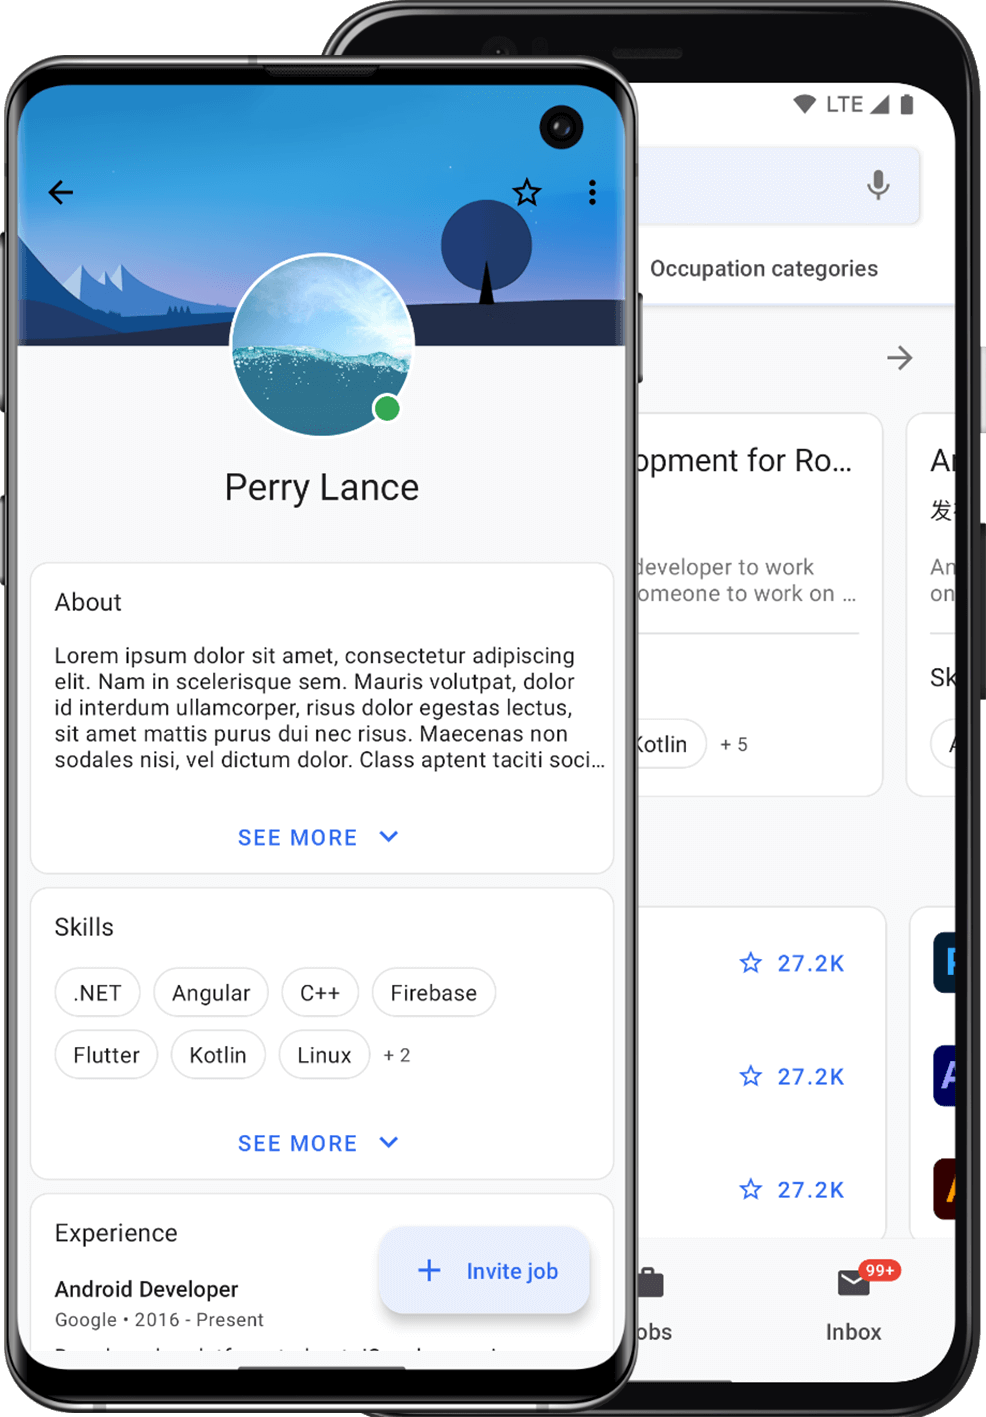 Perry Lance
About
Lorem ipsum dolor sit amet, consectetur adipiscing
elit. Nam in scelerisque sem. Mauris volutpat, dolor
id interdum ullamcorper, risus dolor egestas lectus,
sit amet mattis purus dui nec risus. Maecenas non
sodales nisi, vel dictum dolor. Class aptent taciti soci...
SEE MORE
Skills
.NET Angular C++ Firebase
Flutter Kotlin Linux + 2
SEE MORE
Experience
Android Developer
Google • 2016 - Present
Invite job
LTE
Occupation categories
opment for Ro...
developer to work
omeone to work on ...
Kotlin + 5
27.2K
27.2K
27.2K
obs
99+
Inbox
An
on
Sk